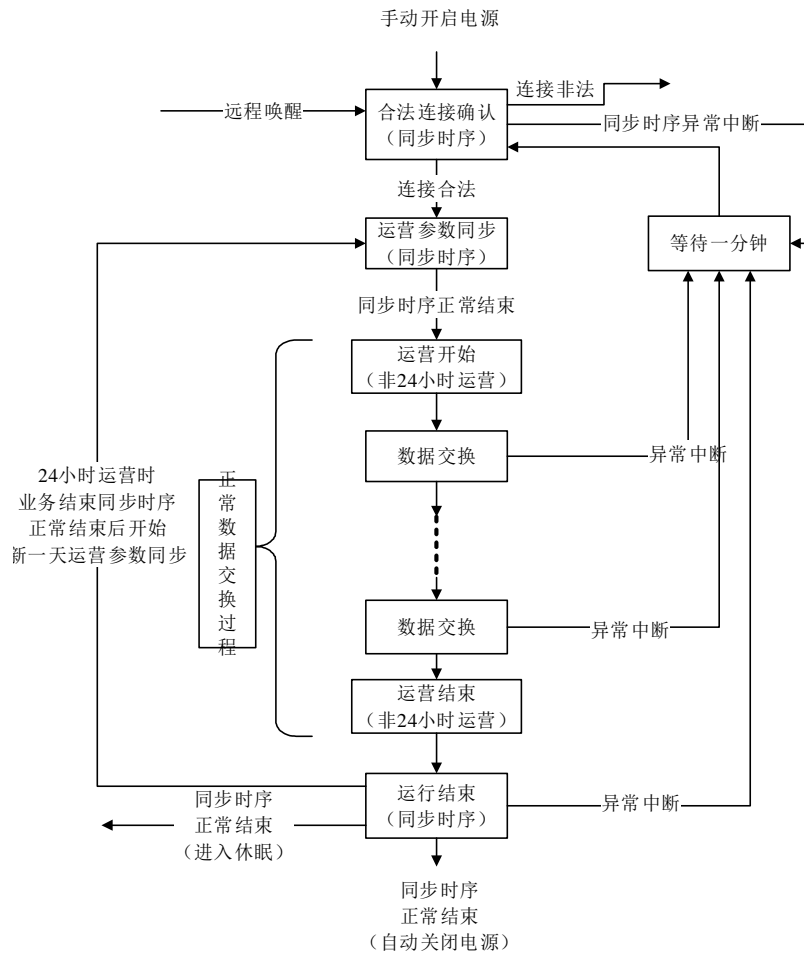 手动开启电源
连接非法
远程唤醒
合法连接确认
（同步时序）
同步时序异常中断
连接合法
运营参数同步
（同步时序）
等待一分钟
同步时序正常结束
运营开始
（非24小时运营）
数据交换
异常中断
24小时运营时
业务结束同步时序
正常结束后开始
新一天运营参数同步
正常数据交换过程
数据交换
异常中断
运营结束
（非24小时运营）
运行结束
（同步时序）
异常中断
同步时序
正常结束
（进入休眠）
同步时序
正常结束
（自动关闭电源）